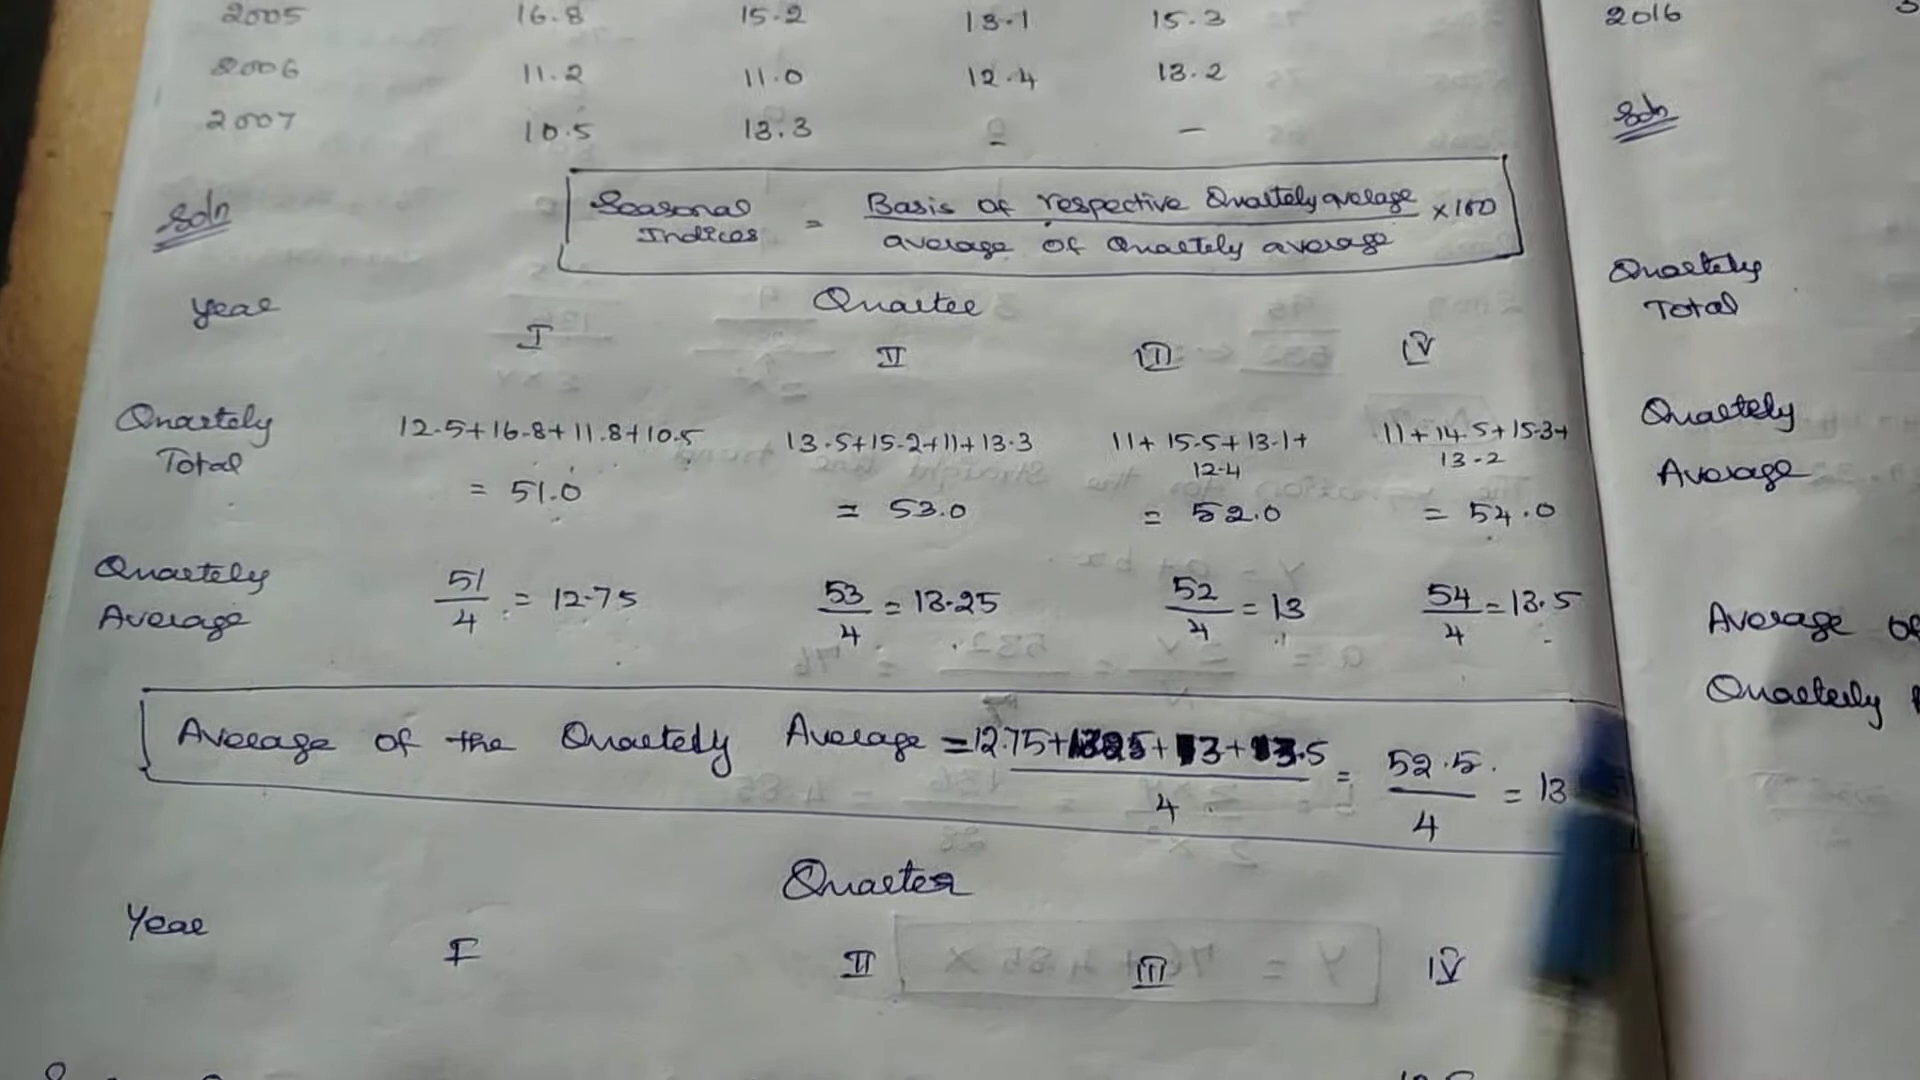 2005 16.8 15.2 13.1 15.3 2016
2006 11.2 11.0 12.4 13.2
2007 10.5 13.3 – –
Soln Soln
Seasonal Indices = Basis of respective Quartely average / average of Quartely average × 100
Quartely Total
Year Quarter
I II III IV
Quartely Total 12.5+16.8+11.8+10.5 13.5+15.2+11+13.3 11+15.5+13.1+ 11+14.5+15.3+ Quartely
12.4 13.2 Average
= 51.0 = 53.0 = 52.0 = 54.0
Quartely Average 51/4 = 12.75 53/4 = 13.25 52/4 = 13 54/4 = 13.5
Average of
Quarterly
Average of the Quartely Average = 12.75+1325+13+13.5 / 4 = 52.5 / 4 = 13
Quarter
Year I II III IV